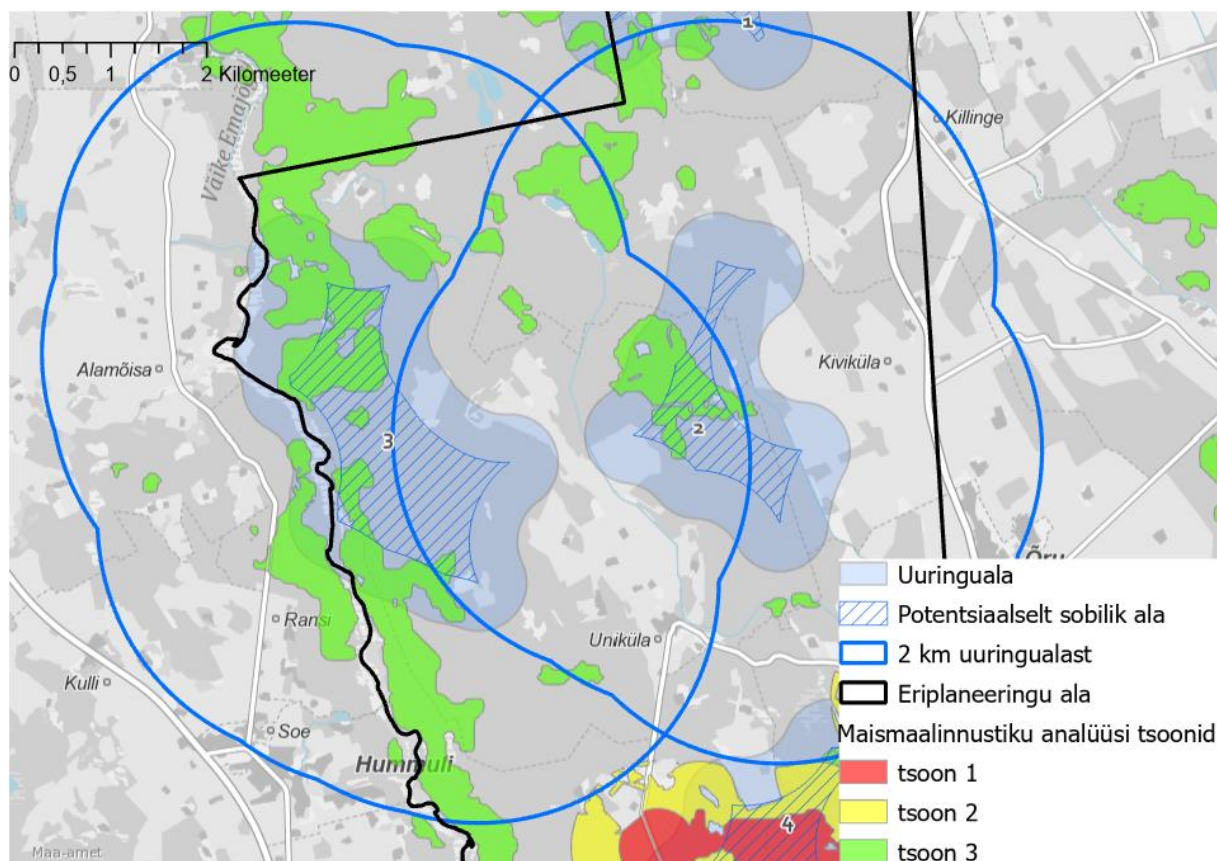 1
0 0,5 1 2 Kilomeeter
Väike Emajõgi
Killinge
Alamõisa
Kiviküla
3
2
Õru
Ransi
Uniküla
Kulli
Soe
Hummuli
4
Maa-amet
Uuringuala
Potentsiaalselt sobilik ala
2 km uuringualast
Eriplaneeringu ala
Maismaalinnustiku analüüsi tsoonid
tsoon 1
tsoon 2
tsoon 3